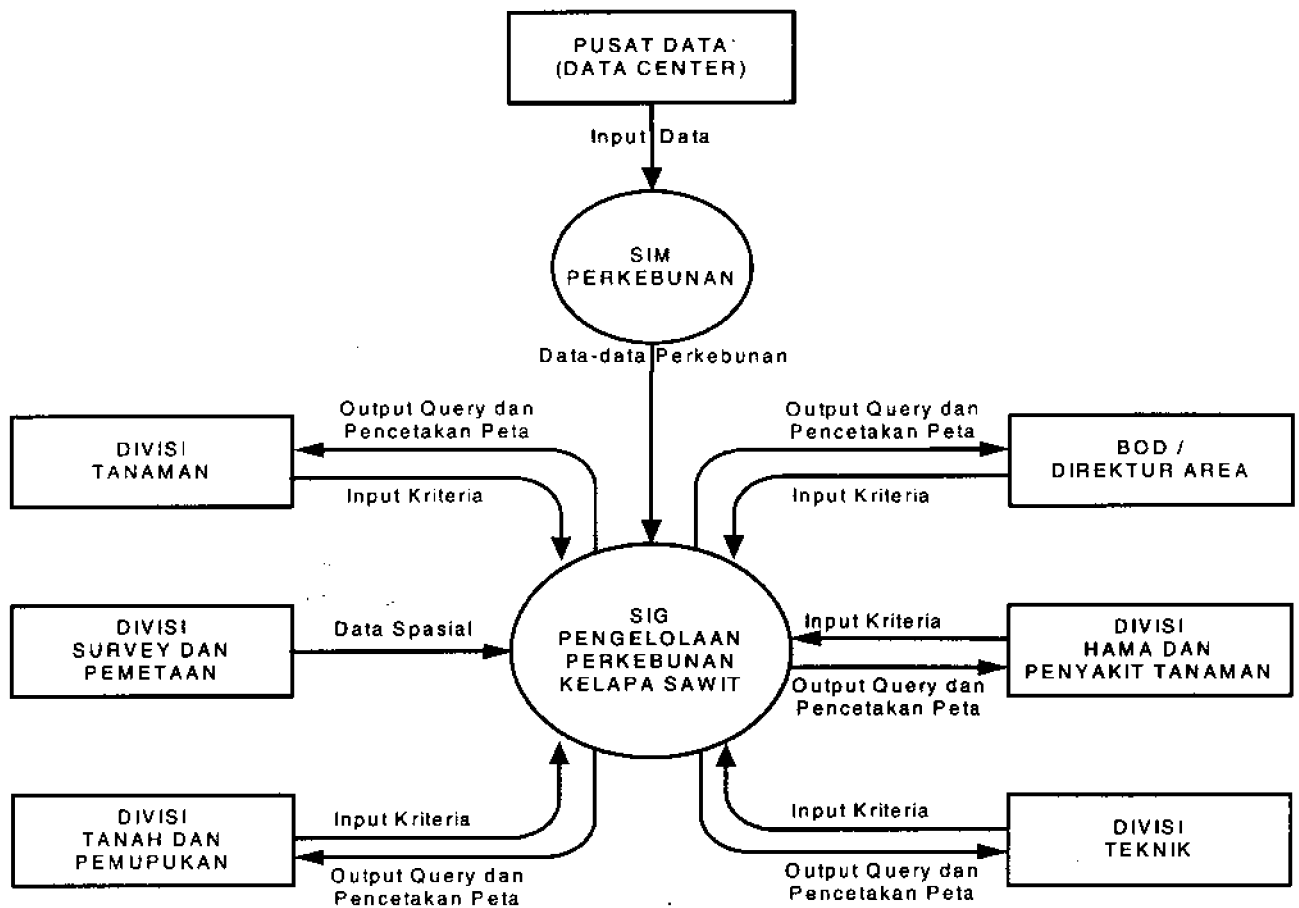 PUSAT DATA
(DATA CENTER)
Input Data
SIM
PERKEBUNAN
Data-data Perkebunan
Output Query dan
Pencetakan Peta
Output Query dan
Pencetakan Peta
DIVISI
TANAMAN
BOD /
DIREKTUR AREA
Input Kriteria
Input Kriteria
DIVISI
SURVEY DAN
PEMETAAN
Data Spasial
SIG
PENGELOLAAN
PERKEBUNAN
KELAPA SAWIT
Input Kriteria
Output Query dan
Pencetakan Peta
DIVISI
HAMA DAN
PENYAKIT TANAMAN
DIVISI
TANAH DAN
PEMUPUKAN
Input Kriteria
Output Query dan
Pencetakan Peta
Input Kriteria
Output Query dan
Pencetakan Peta
DIVISI
TEKNIK